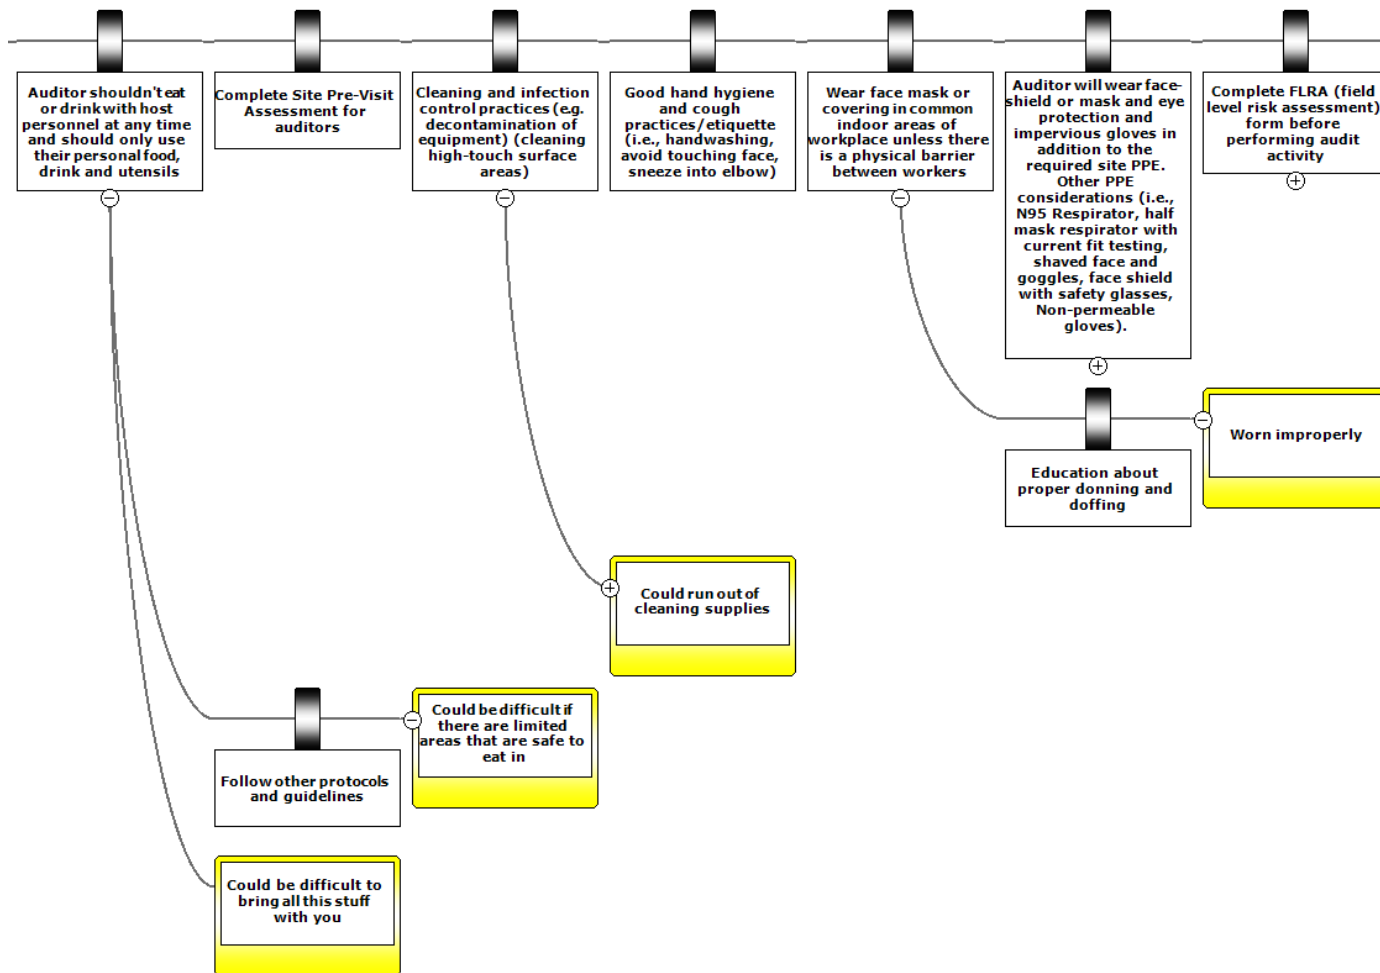 Auditor shouldn't eat
or drink with host
personnel at any time
and should only use
their personal food,
drink and utensils
Complete Site Pre-Visit
Assessment for
auditors
Cleaning and infection
control practices (e.g.
decontamination of
equipment) (cleaning
high-touch surface
areas)
Good hand hygiene
and cough
practices/etiquette
(i.e., handwashing,
avoid touching face,
sneeze into elbow)
Wear face mask or
covering in common
indoor areas of
workplace unless there
is a physical barrier
between workers
Auditor will wear face-
shield or mask and eye
protection and
impervious gloves in
addition to the
required site PPE.
Other PPE
considerations (i.e.,
N95 Respirator, half
mask respirator with
current fit testing,
shaved face and
goggles, face shield
with safety glasses,
Non-permeable
gloves).
Complete FLRA (field
level risk assessment)
form before
performing audit
activity
Education about
proper donning and
doffing
Worn improperly
Could run out of
cleaning supplies
Follow other protocols
and guidelines
Could be difficult if
there are limited
areas that are safe to
eat in
Could be difficult to
bring all this stuff
with you